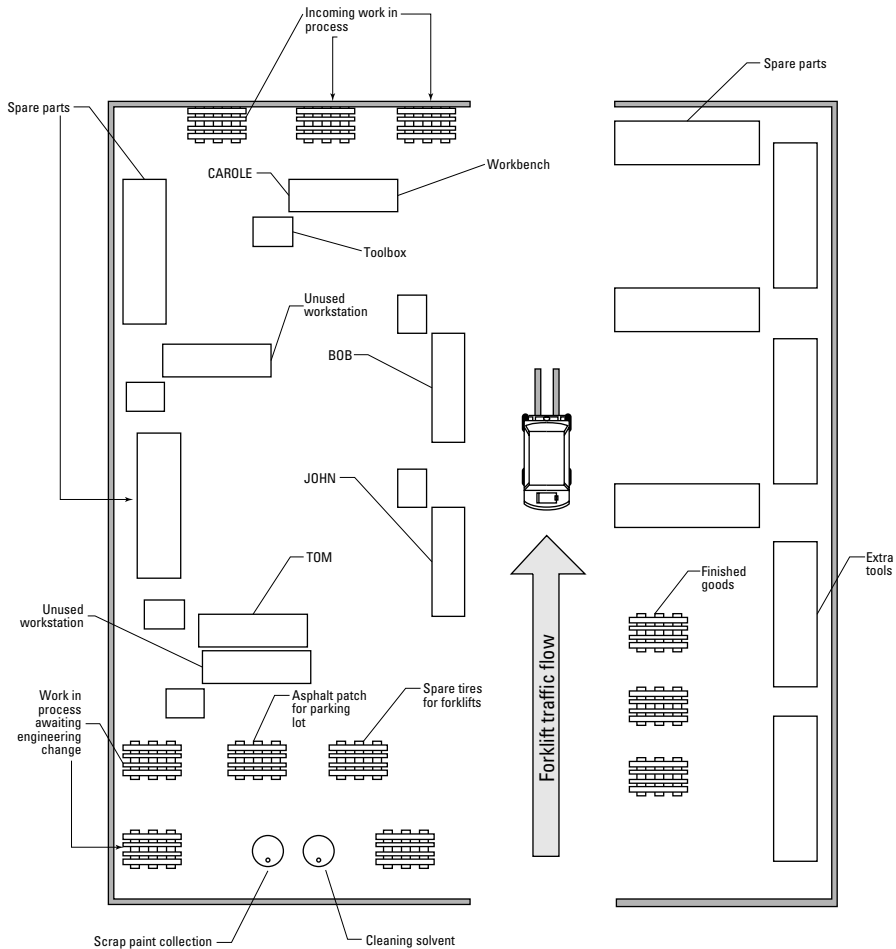 Incoming work in
process
Spare parts
Spare parts
CAROLE
Workbench
Toolbox
Unused
workstation
BOB
JOHN
TOM
Finished
goods
Extra
tools
Unused
workstation
Forklift traffic flow
Work in
process
awaiting
engineering
change
Asphalt patch
for parking
lot
Spare tires
for forklifts
Scrap paint collection
Cleaning solvent